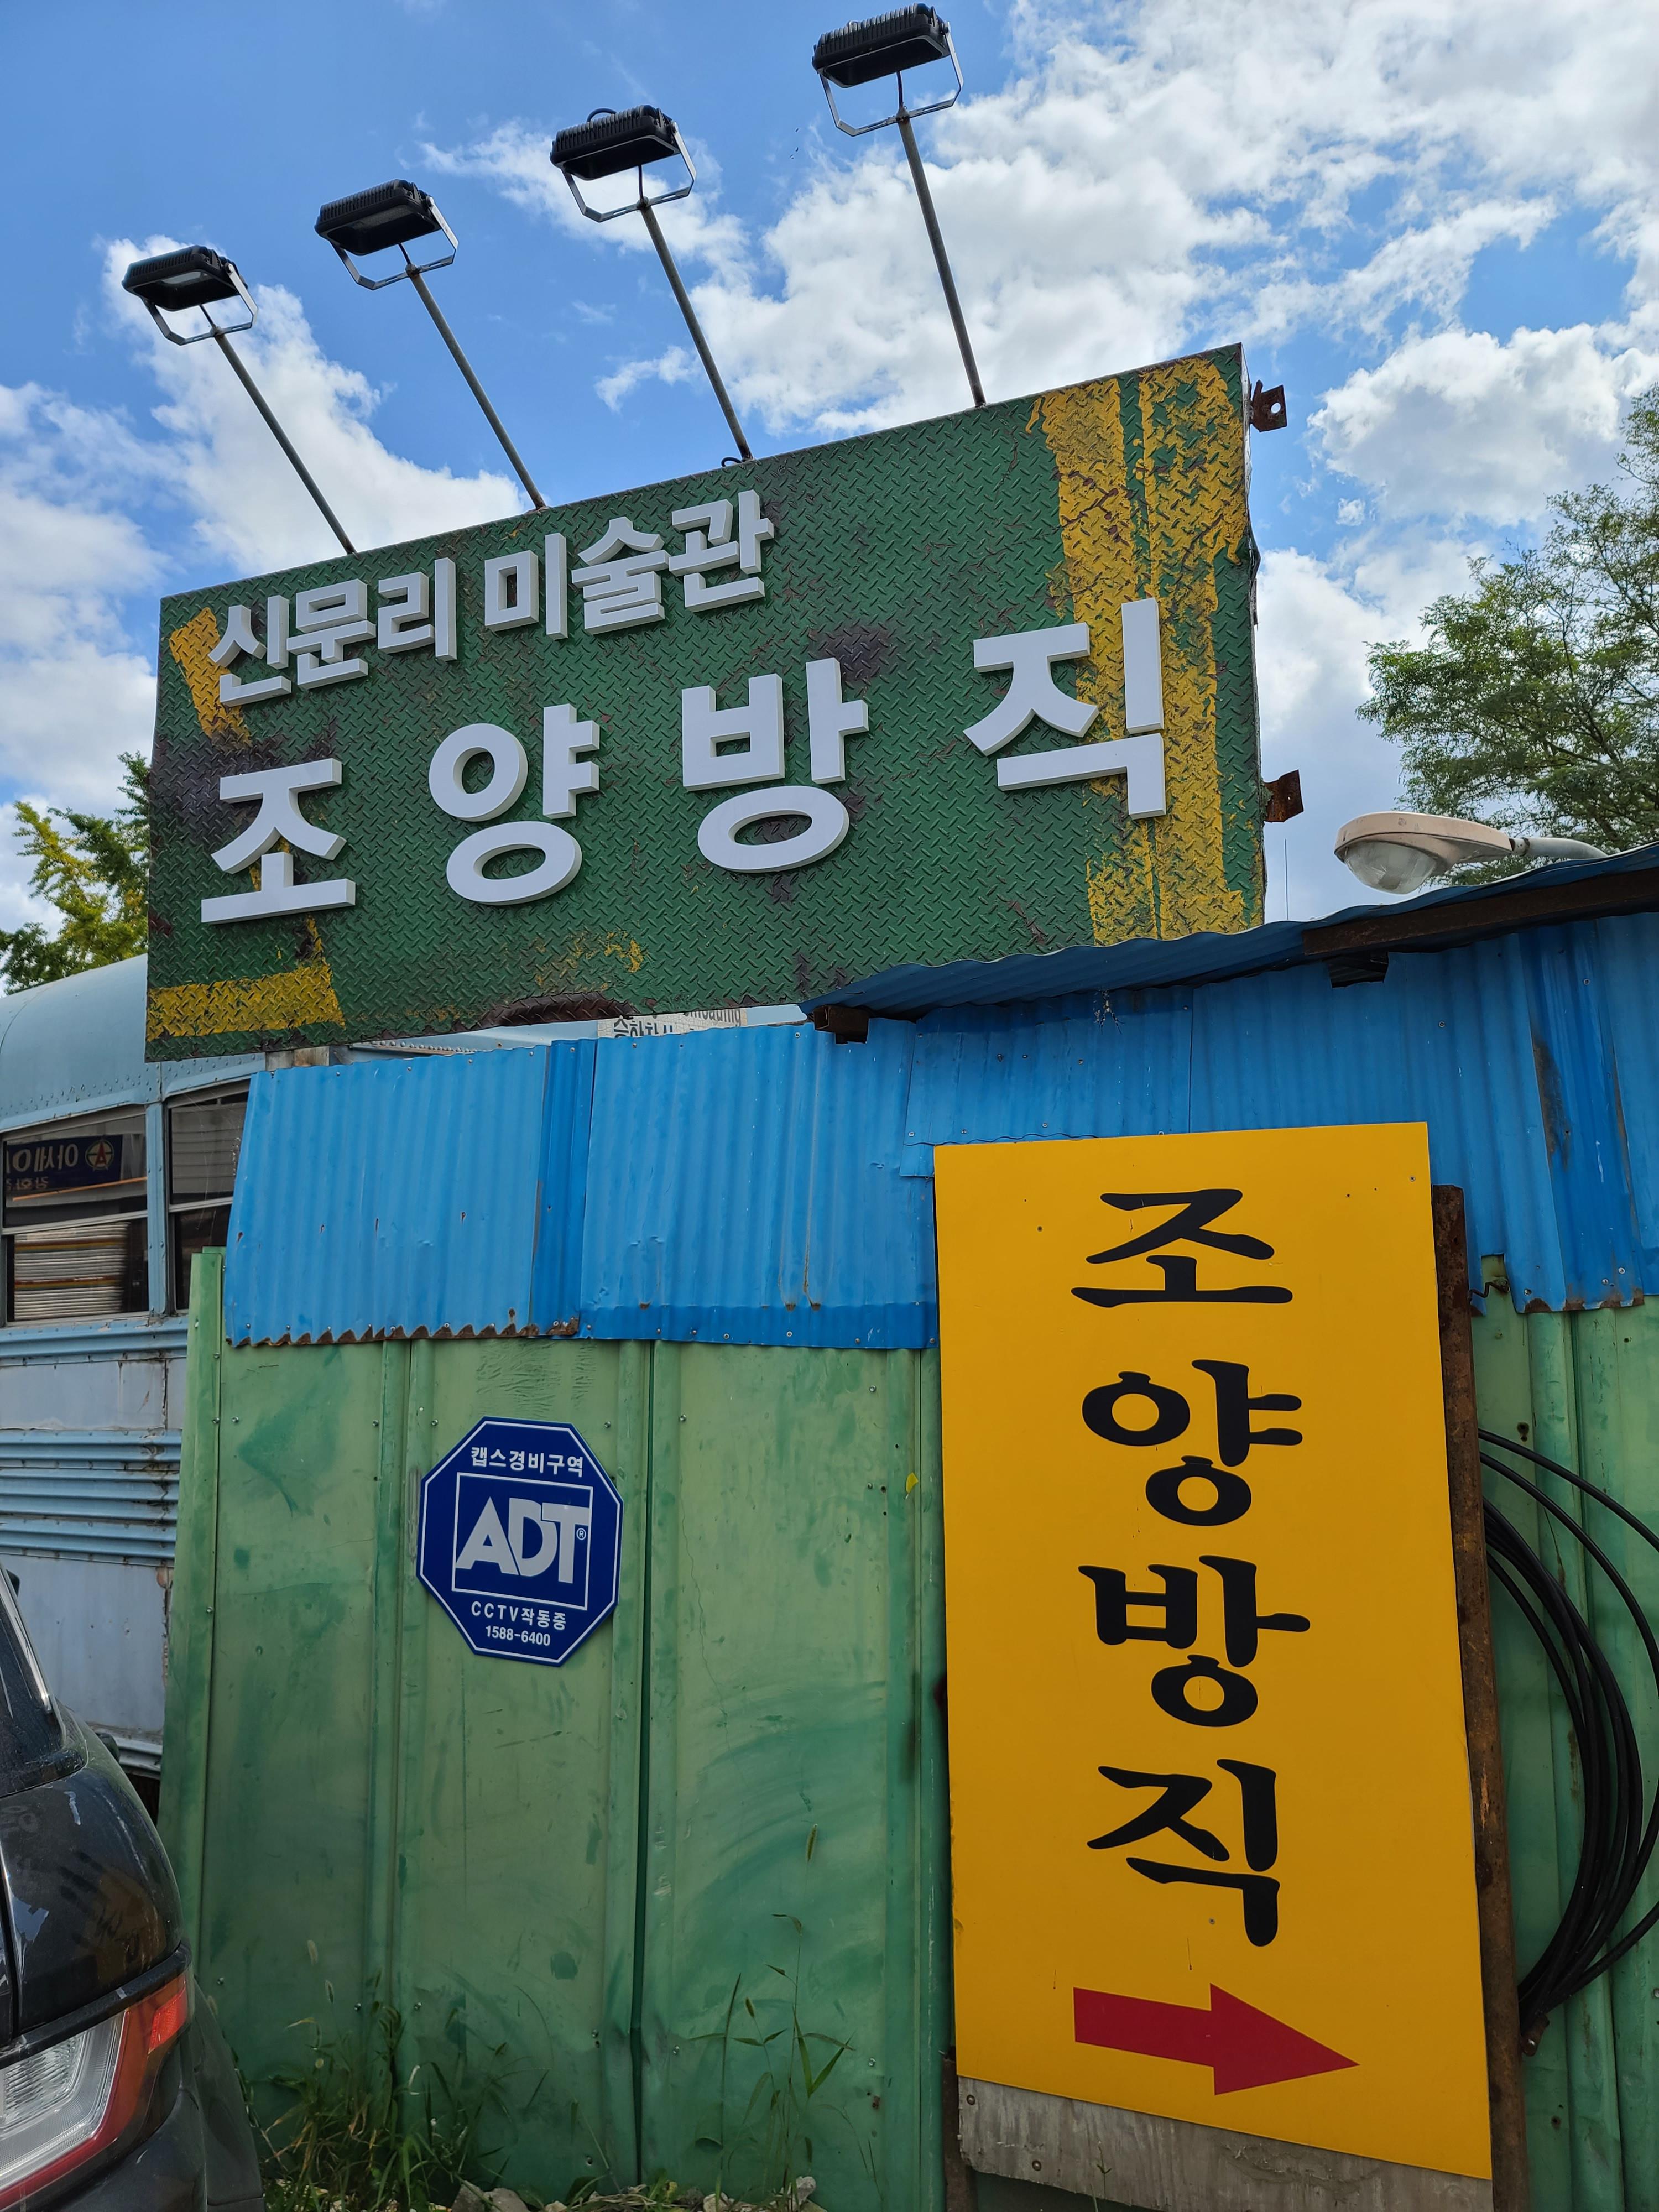 신문리 미술관
조양방직
조
양
방
직
캡스경비구역
ADT®
CCTV작동중
1588-6400